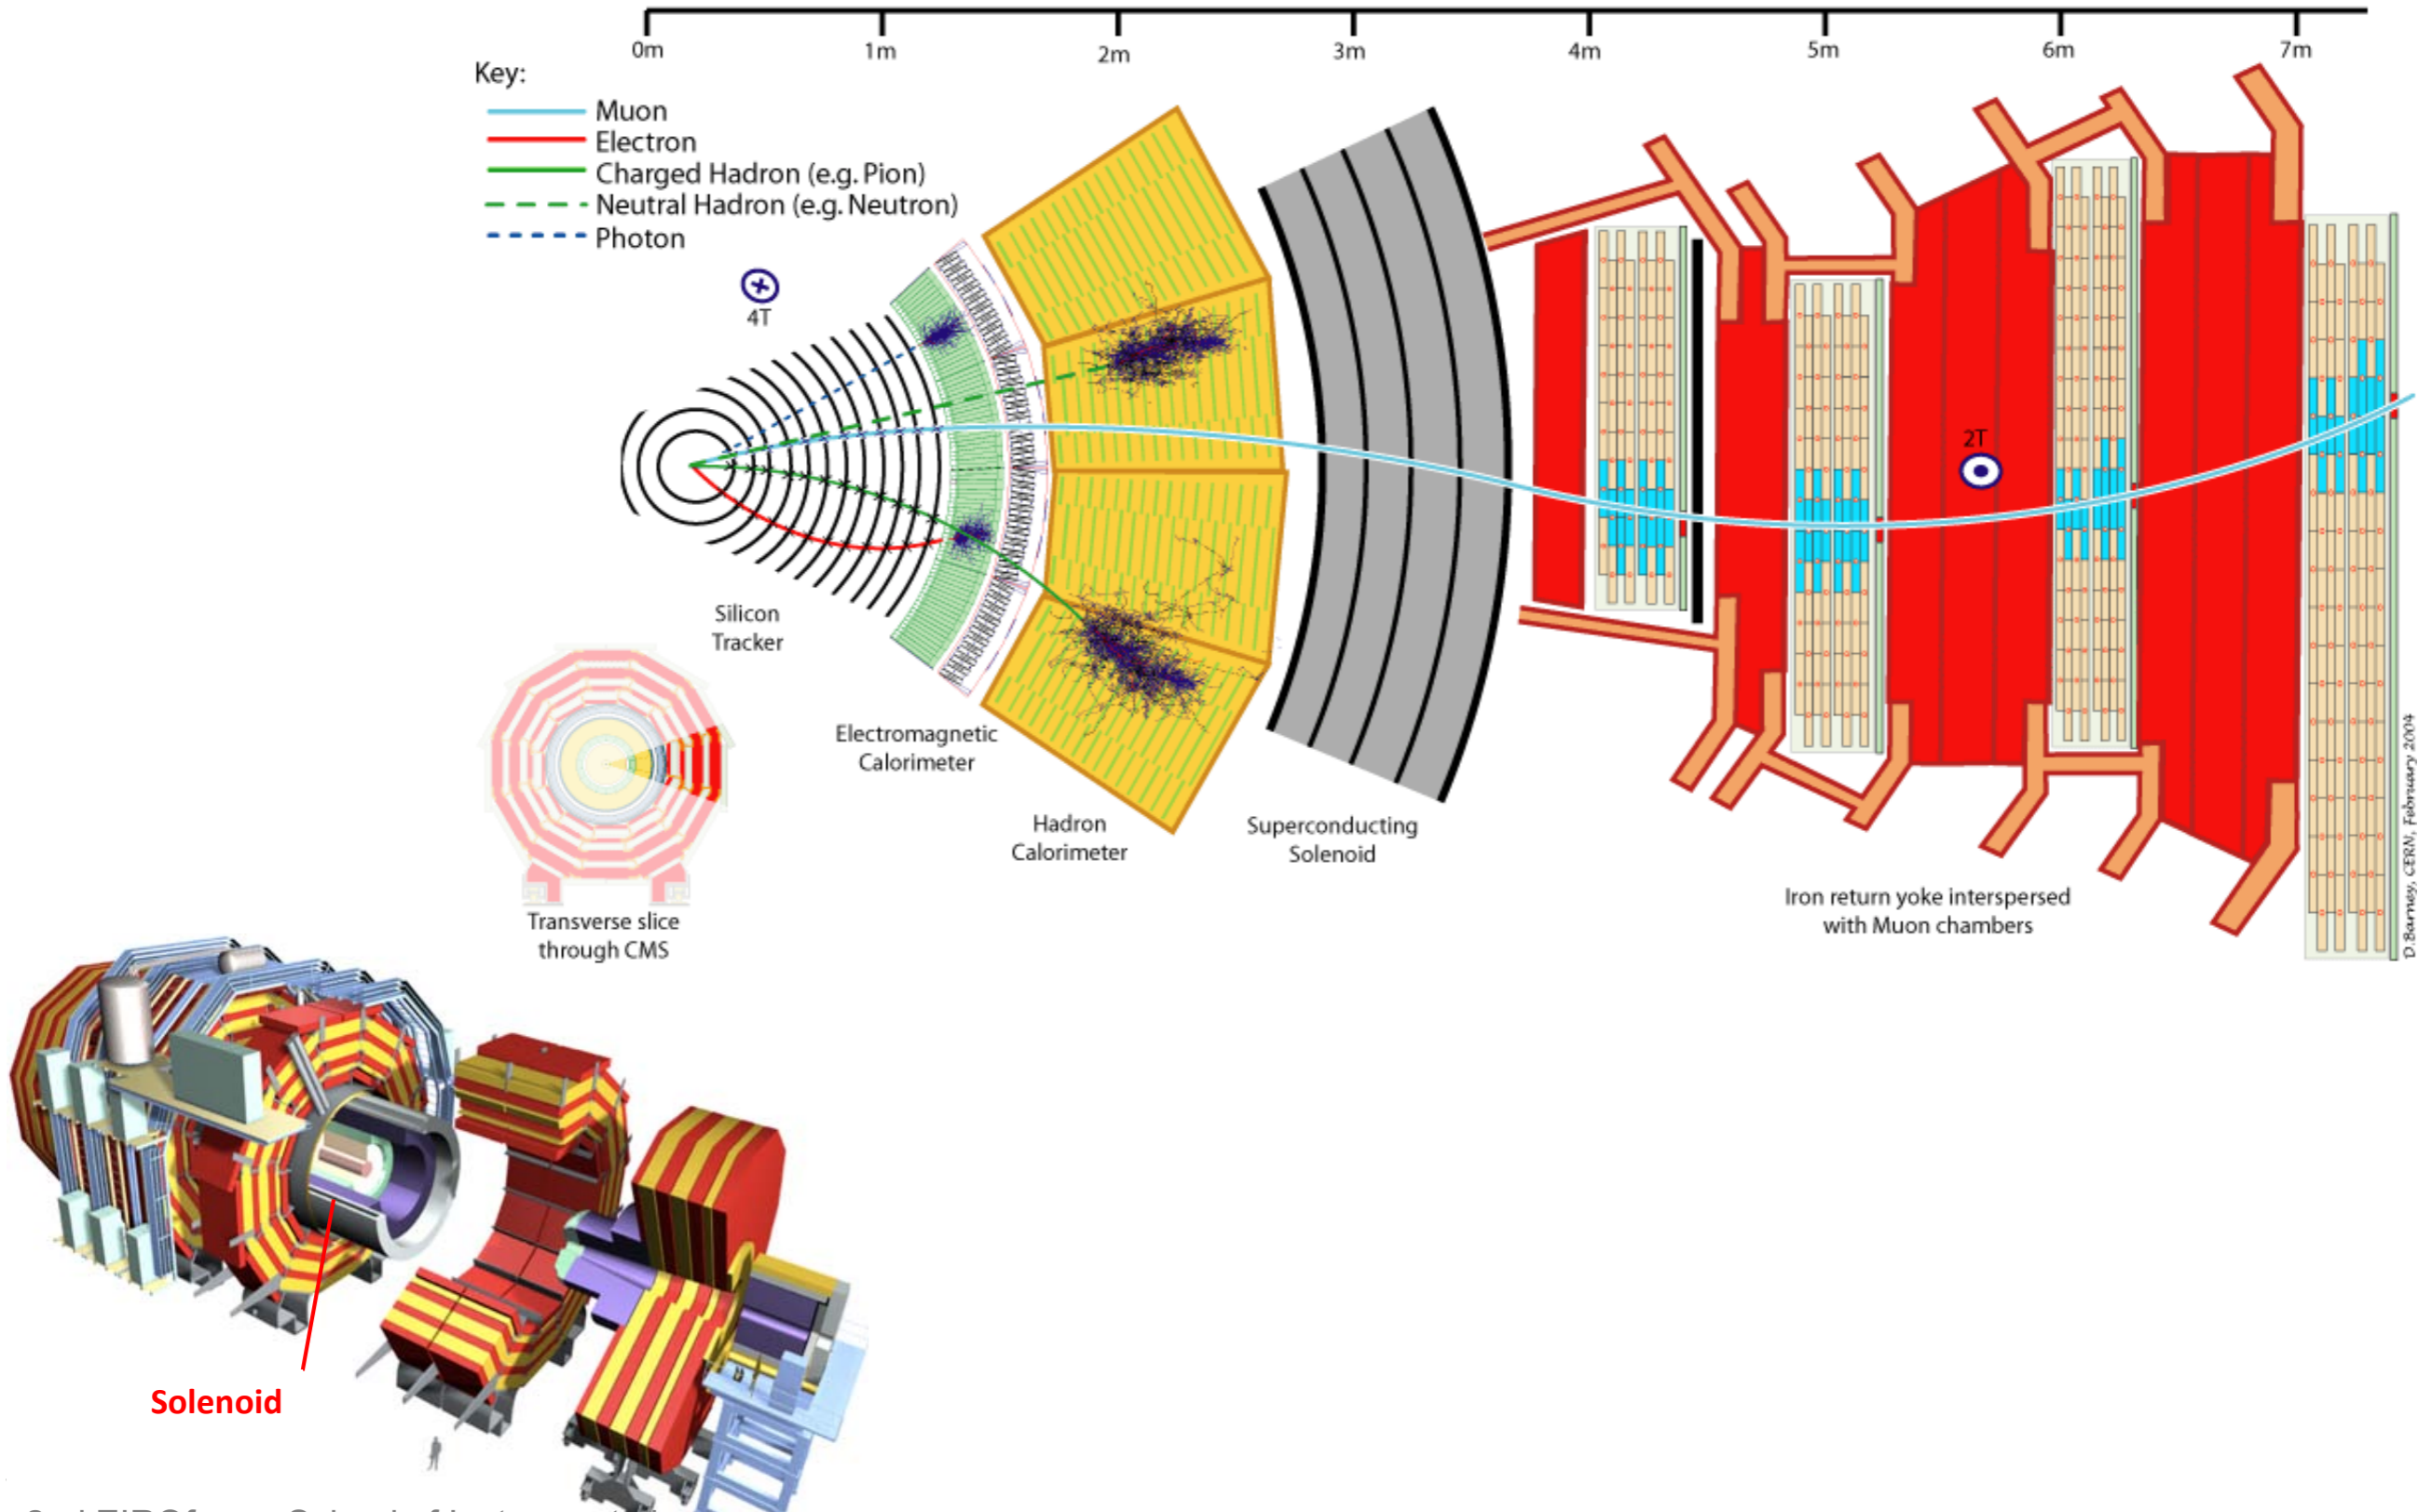 0m 1m 2m 3m 4m 5m 6m 7m
Key:
Muon
Electron
Charged Hadron (e.g. Pion)
Neutral Hadron (e.g. Neutron)
Photon
4T
2T
Silicon
Tracker
Electromagnetic
Calorimeter
Hadron
Calorimeter
Superconducting
Solenoid
Iron return yoke interspersed
with Muon chambers
D.Barney, CERN, February 2004
Transverse slice
through CMS
Solenoid